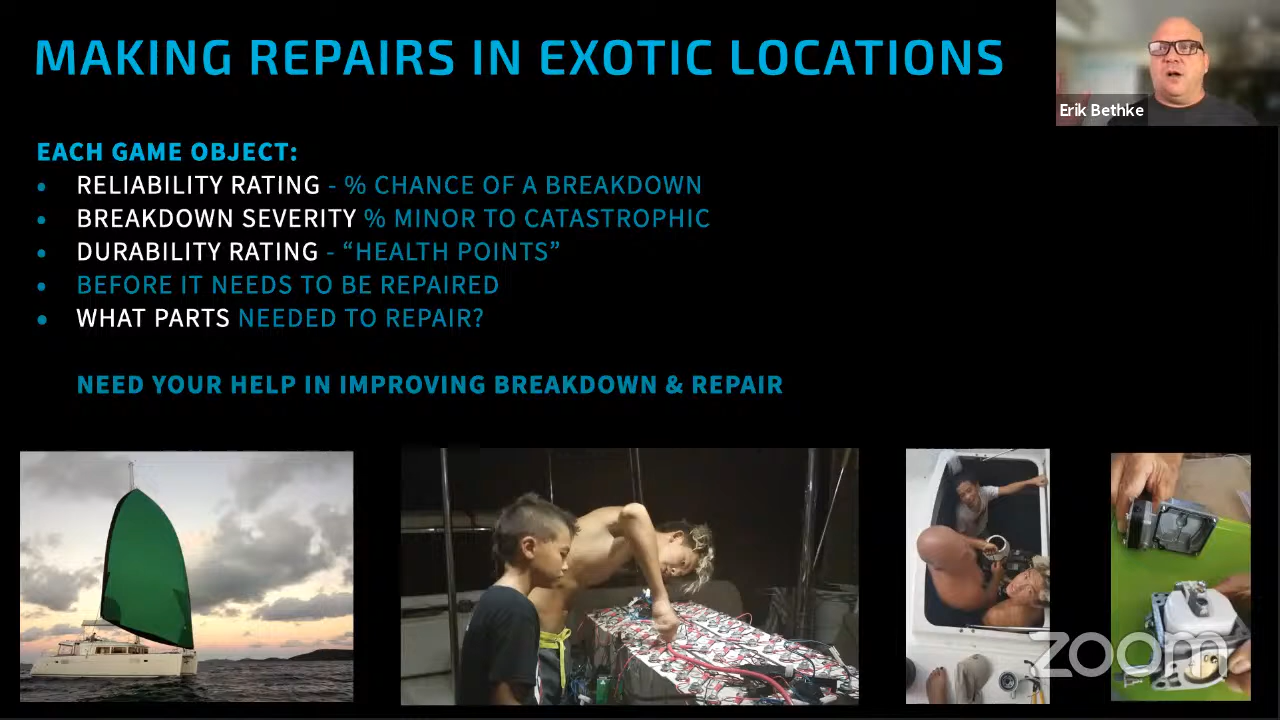 MAKING REPAIRS IN EXOTIC LOCATIONS
Erik Bethke
EACH GAME OBJECT:
• RELIABILITY RATING - % CHANCE OF A BREAKDOWN
• BREAKDOWN SEVERITY % MINOR TO CATASTROPHIC
• DURABILITY RATING - “HEALTH POINTS”
• BEFORE IT NEEDS TO BE REPAIRED
• WHAT PARTS NEEDED TO REPAIR?
NEED YOUR HELP IN IMPROVING BREAKDOWN & REPAIR
zoom